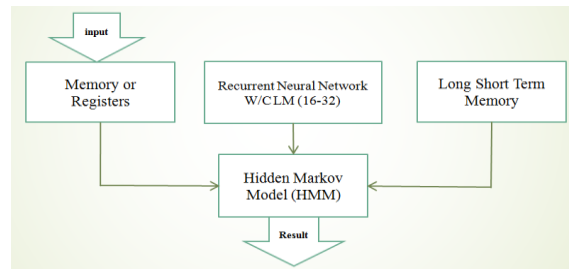 input
Memory or
Registers
Recurrent Neural Network
W/CLM (16-32)
Long Short Term
Memory
Hidden Markov
Model (HMM)
Result